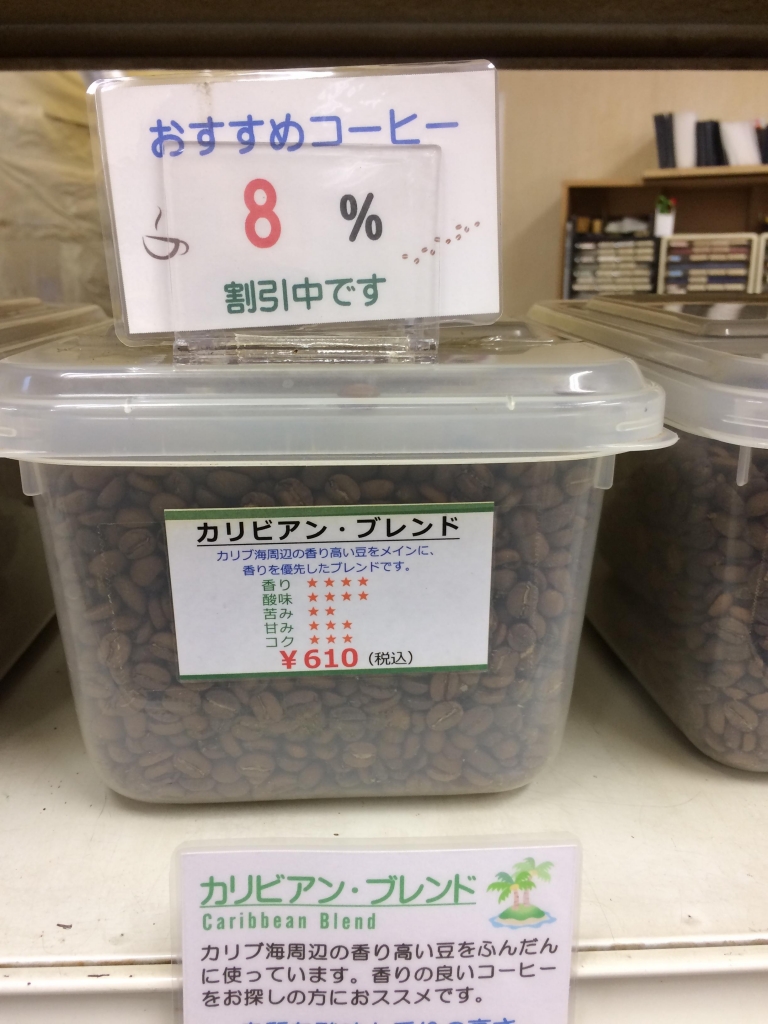 おすすめコーヒー
8 %
割引中です
カリビアン・ブレンド
カリブ海周辺の香り高い豆をメインに、
香りを優先したブレンドです。
香り ★★★★
酸味 ★★★★
苦み ★★
甘み ★★★
コク ★★★
￥610（税込）
カリビアン・ブレンド
Caribbean Blend
カリブ海周辺の香り高い豆をふんだん
に使っています。香りの良いコーヒー
をお探しの方におススメです。